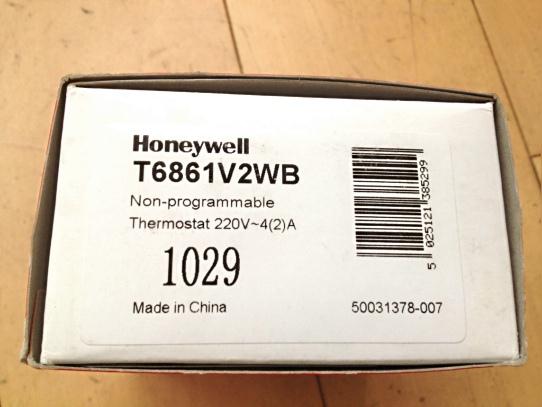 Honeywell
T6861V2WB
Non-programmable
Thermostat 220V~4(2)A
1029
Made in China
50031378-007
5 025121 385299